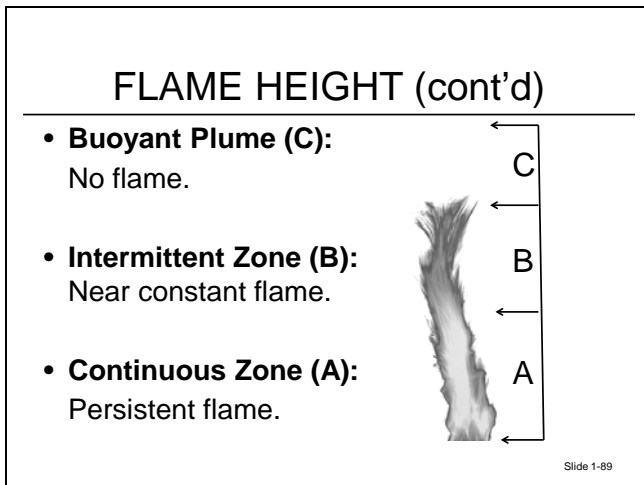 FLAME HEIGHT (cont'd)
• Buoyant Plume (C):
No flame.
• Intermittent Zone (B):
Near constant flame.
• Continuous Zone (A):
Persistent flame.
C
B
A
Slide 1-89